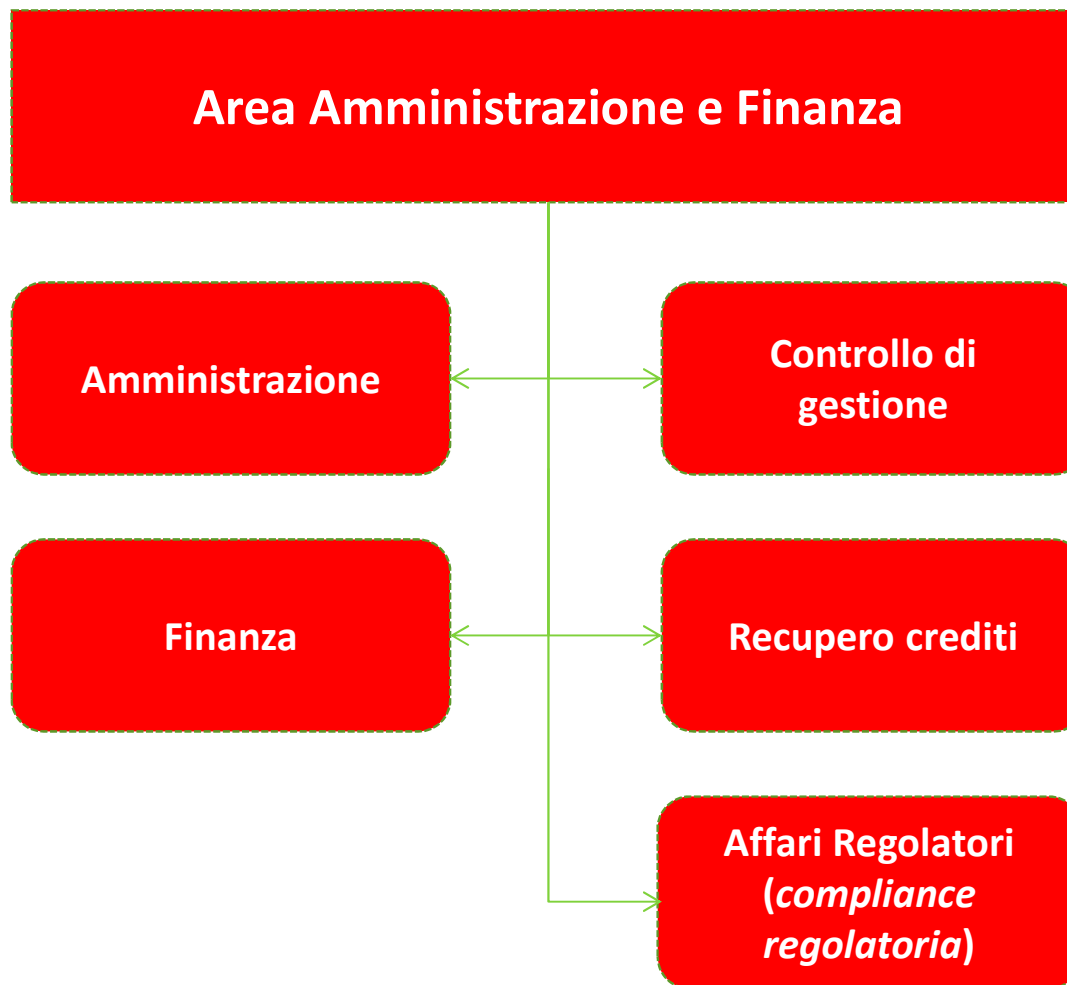 Area Amministrazione e Finanza
Amministrazione
Controllo di
gestione
Finanza
Recupero crediti
Affari Regolatori
(compliance
regolatoria)